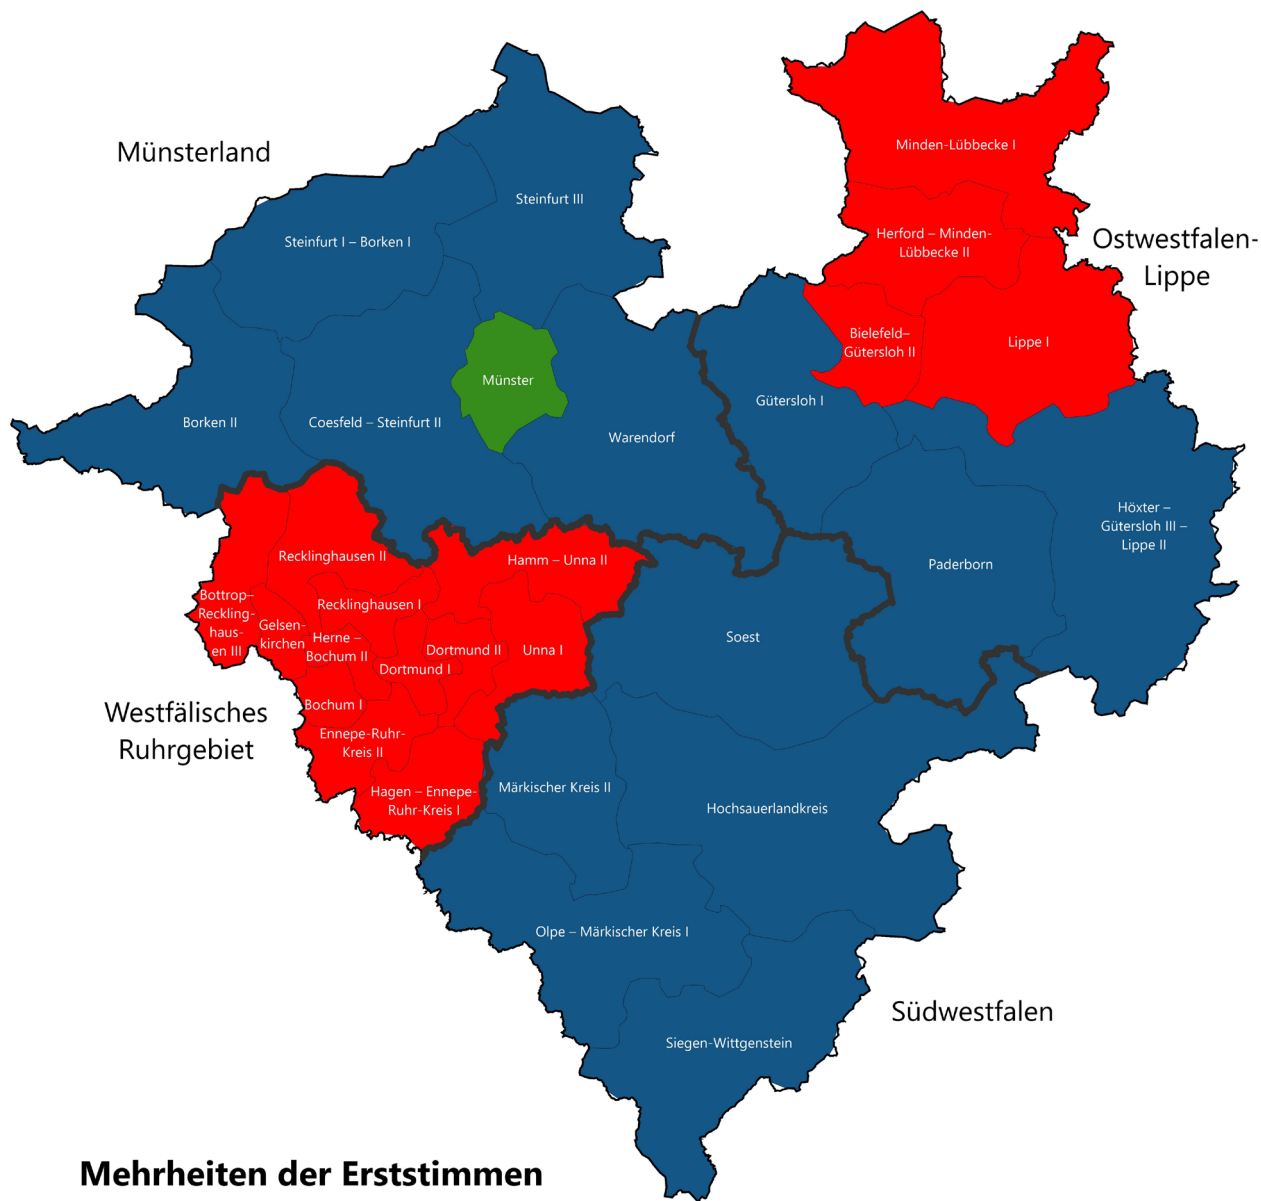 Münsterland
Minden-Lübbecke I
Steinfurt III
Steinfurt I – Borken I
Herford – Minden-
Lübbecke II
Ostwestfalen-
Lippe
Bielefeld–
Gütersloh II
Lippe I
Münster
Gütersloh I
Borken II
Coesfeld – Steinfurt II
Warendorf
Höxter –
Gütersloh III –
Lippe II
Recklinghausen II
Hamm – Unna II
Paderborn
Bottrop–
Reckling-
haus-
en III
Recklinghausen I
Gelsen-
kirchen
Herne –
Bochum II
Dortmund II
Unna I
Soest
Dortmund I
Bochum I
Westfälisches
Ruhrgebiet
Ennepe-Ruhr-
Kreis II
Hagen – Ennepe-
Ruhr-Kreis I
Märkischer Kreis II
Hochsauerlandkreis
Olpe – Märkischer Kreis I
Südwestfalen
Siegen-Wittgenstein
Mehrheiten der Erststimmen